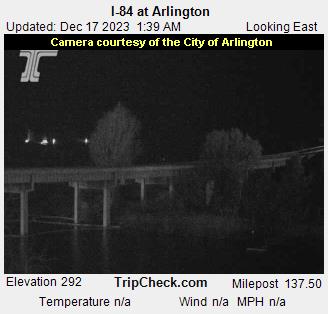 I-84 at Arlington
Updated: Dec 17 2023 1:39 AM Looking East
Camera courtesy of the City of Arlington
Elevation 292 TripCheck.com Milepost 137.50
Temperature n/a Wind n/a MPH n/a